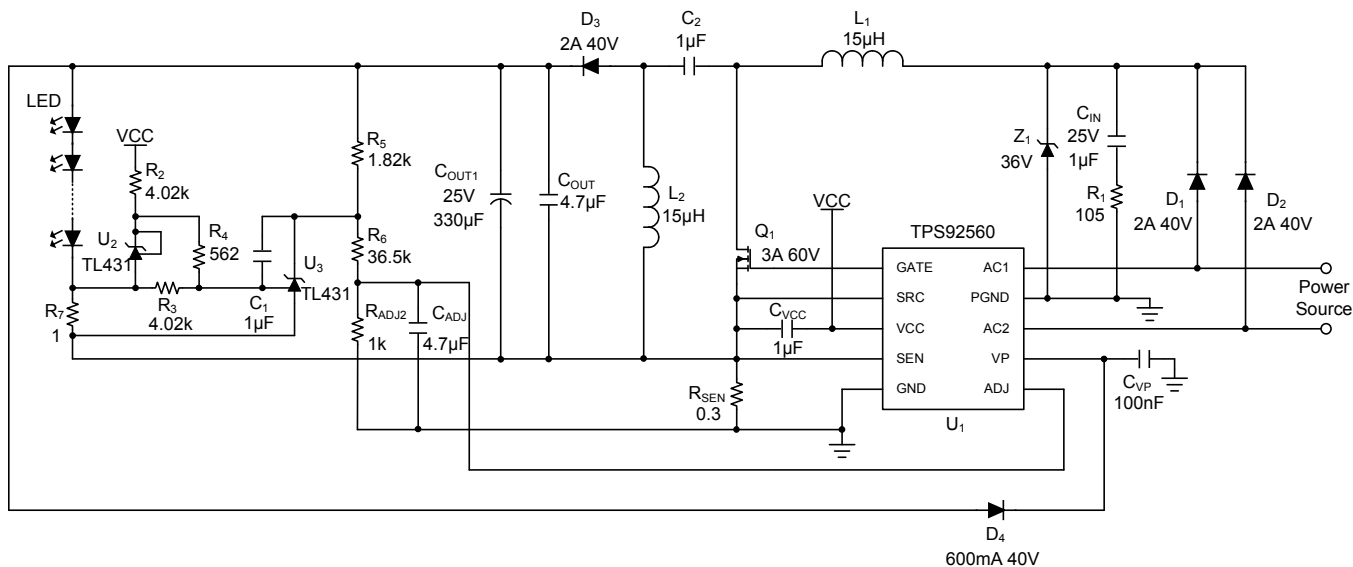 D3
2A 40V
C2
1µF
L1
15µH
LED
VCC
R2
4.02k
U2
TL431
R4
562
R3
4.02k
C1
1µF
U3
TL431
R7
1
R5
1.82k
R6
36.5k
RADJ2
1k
CADJ
4.7µF
COUT1
25V
330µF
COUT
4.7µF
L2
15µH
Q1
3A 60V
VCC
CVCC
1µF
RSEN
0.3
Z1
36V
CIN
25V
1µF
R1
105
D1
2A 40V
D2
2A 40V
TPS92560
GATE
SRC
VCC
SEN
GND
AC1
PGND
AC2
VP
ADJ
U1
Power
Source
CVP
100nF
D4
600mA 40V